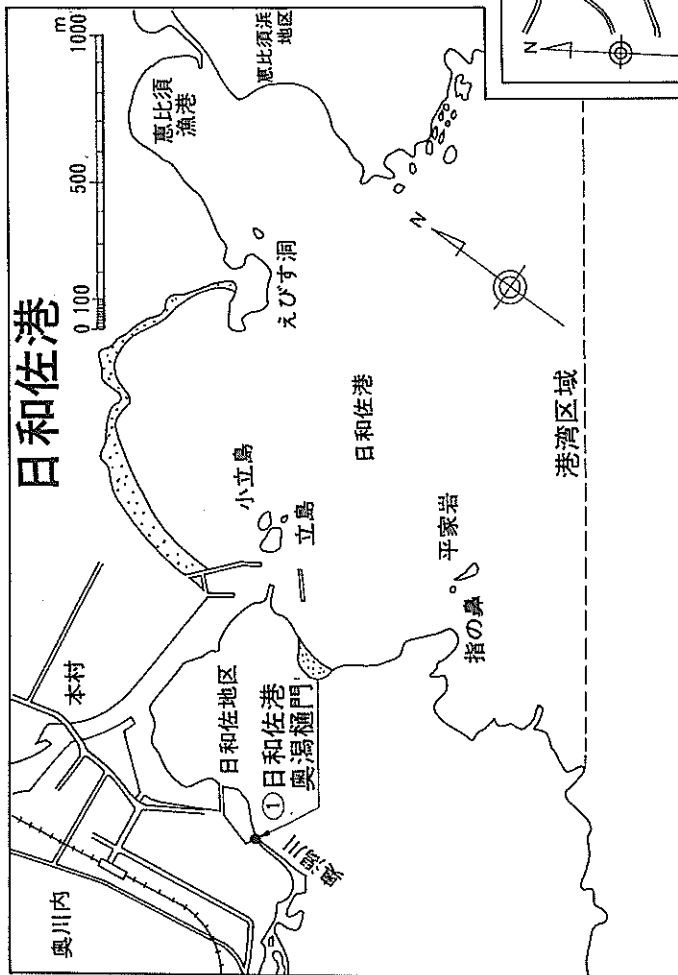 日和佐港
0 100 500 1000
m
恵比須
漁港
恵比須浜
地区
えびす洞
小立島
立島
日和佐港
本村
日和佐地区
①日和佐港
奥潟樋門
奥潟川
奥川内
平家岩
指の鼻
港湾区域
N
N